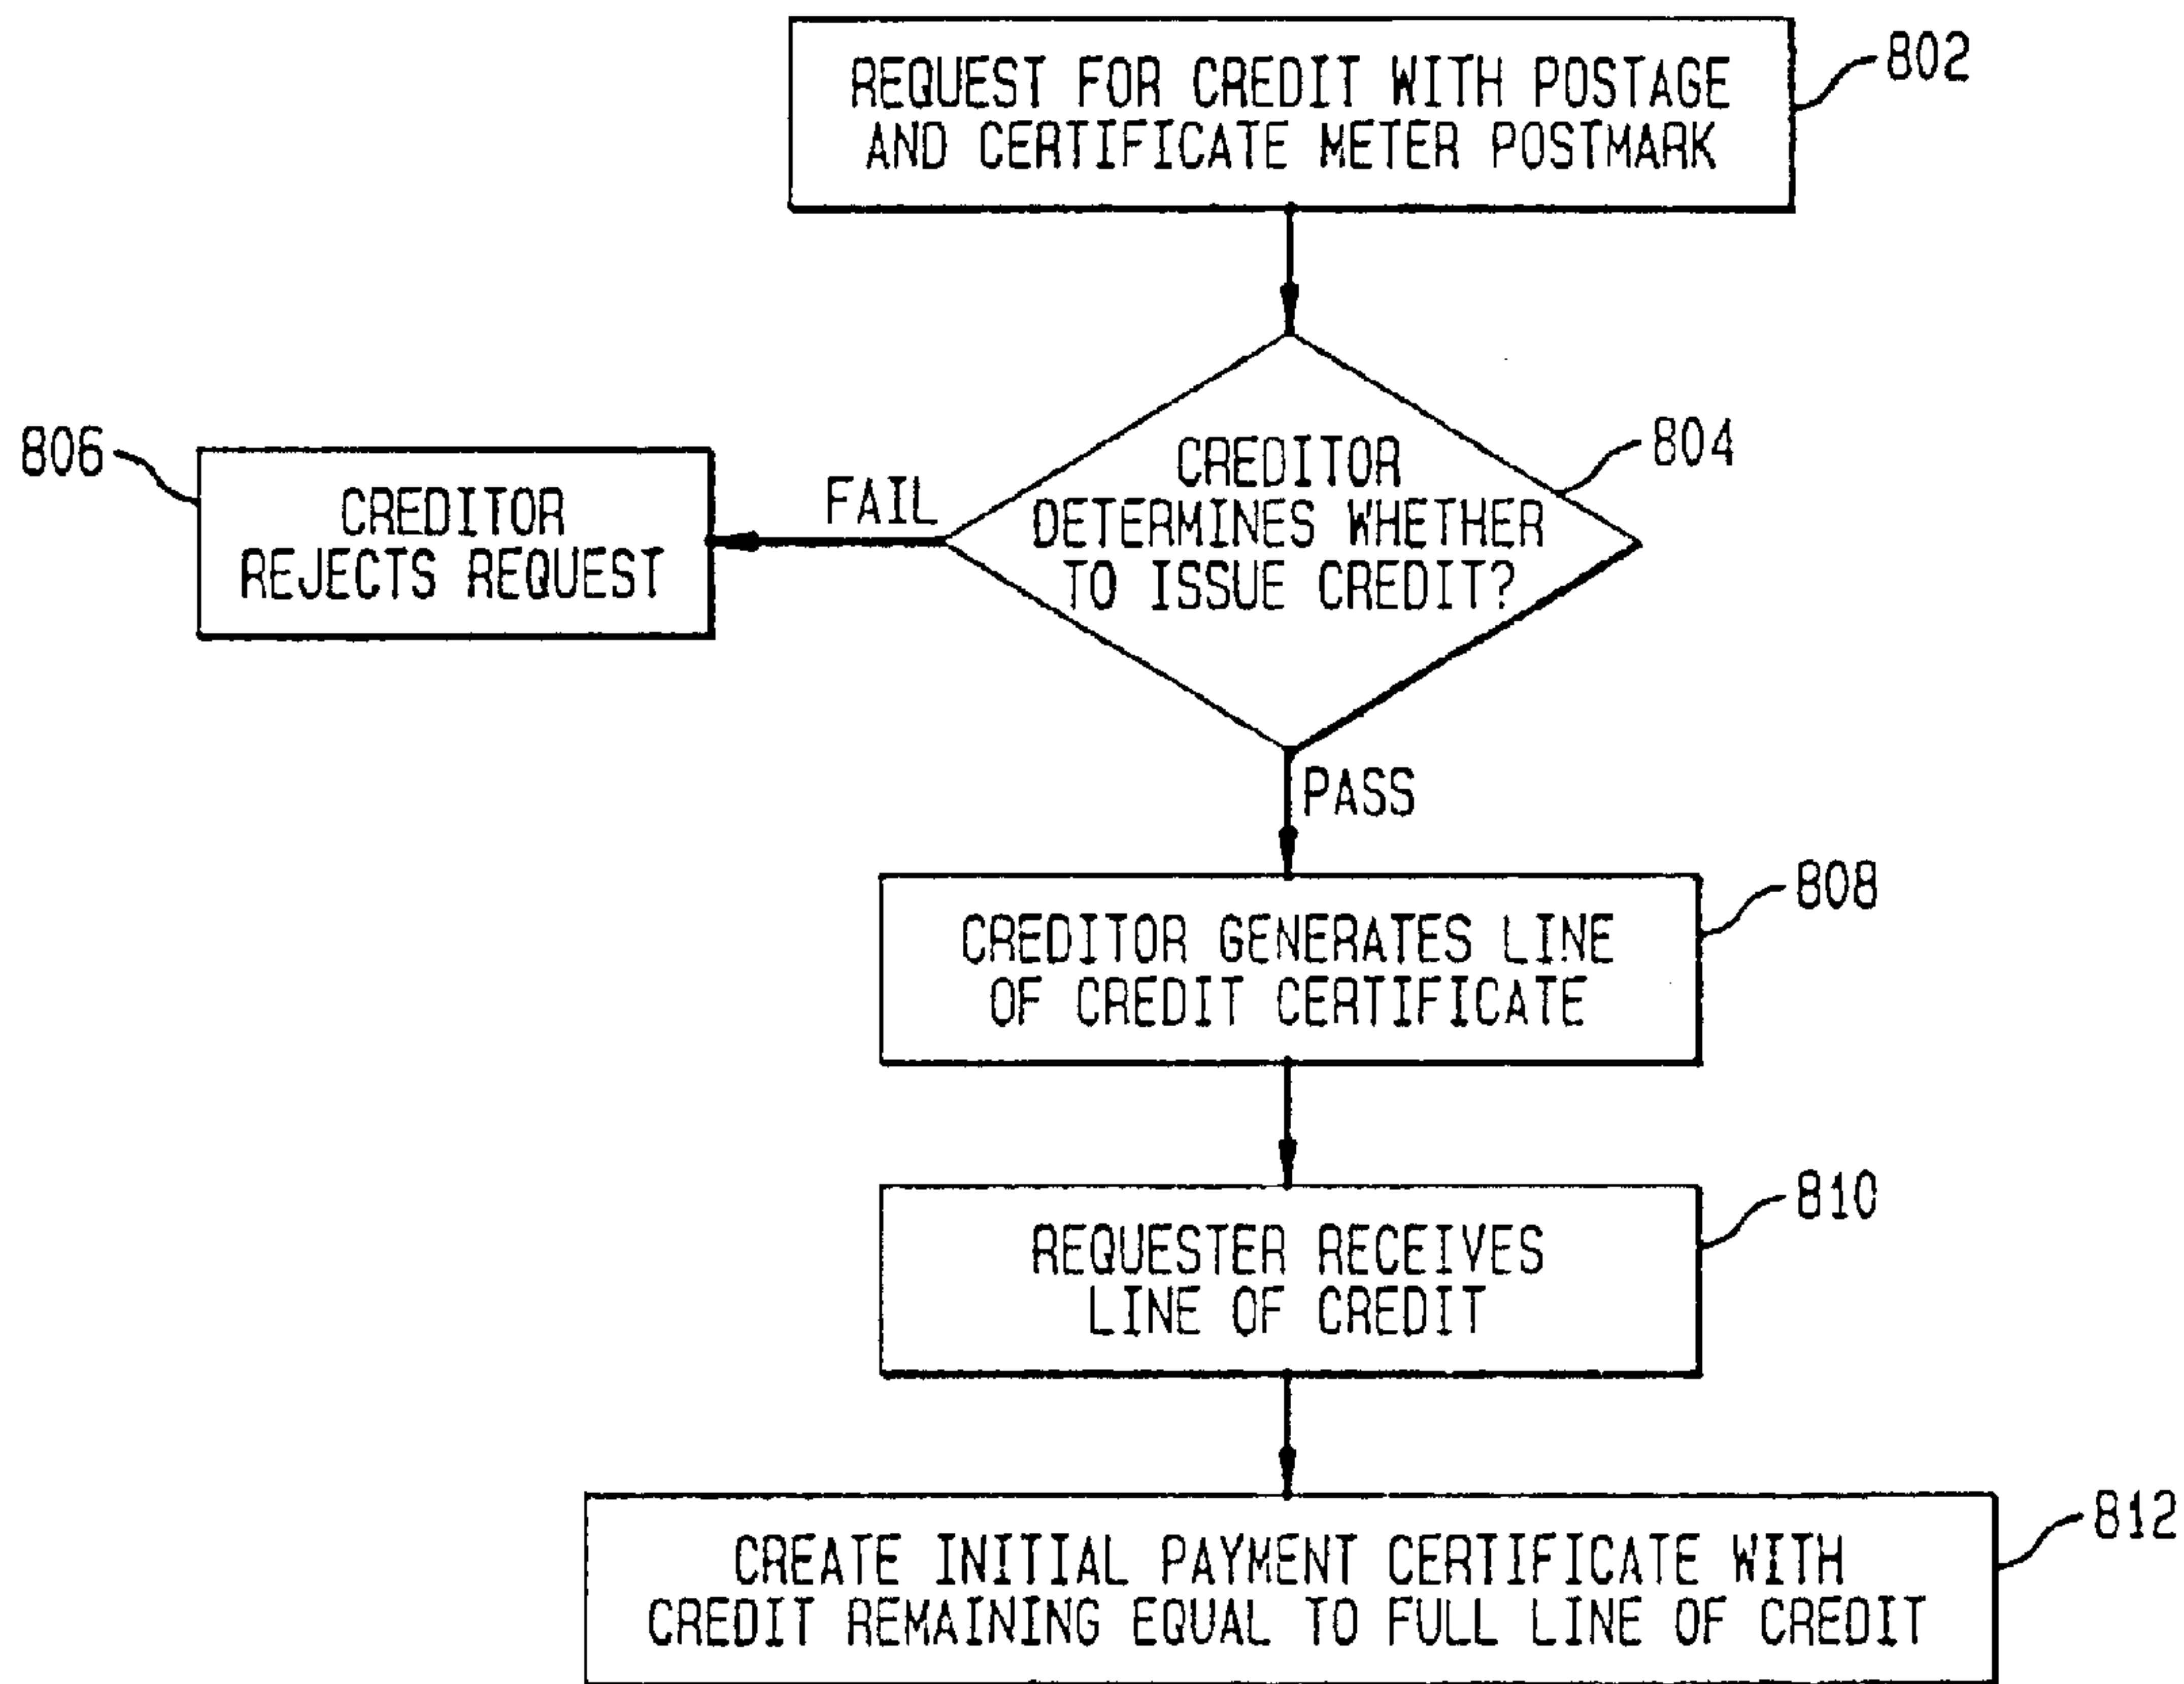 REQUEST FOR CREDIT WITH POSTAGE
AND CERTIFICATE METER POSTMARK
802
CREDITOR
DETERMINES WHETHER
TO ISSUE CREDIT?
804
FAIL
806
CREDITOR
REJECTS REQUEST
PASS
CREDITOR GENERATES LINE
OF CREDIT CERTIFICATE
808
REQUESTER RECEIVES
LINE OF CREDIT
810
CREATE INITIAL PAYMENT CERTIFICATE WITH
CREDIT REMAINING EQUAL TO FULL LINE OF CREDIT
812